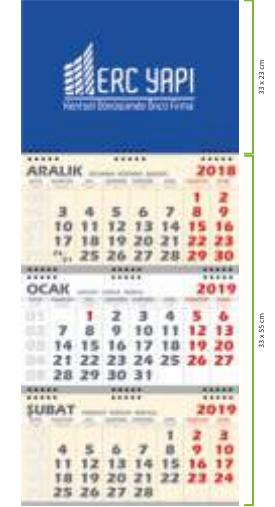 ERC YAPI
Kentsel Dönüşümde Öncü Firma
33 x 23 cm
ARALIK 2018
1 2
3 4 5 6 7 8 9
10 11 12 13 14 15 16
17 18 19 20 21 22 23
24 31 25 26 27 28 29 30
OCAK 2019
1 2 3 4 5 6
7 8 9 10 11 12 13
14 15 16 17 18 19 20
21 22 23 24 25 26 27
28 29 30 31
33 x 55 cm
ŞUBAT 2019
1 2 3
4 5 6 7 8 9 10
11 12 13 14 15 16 17
18 19 20 21 22 23 24
25 26 27 28